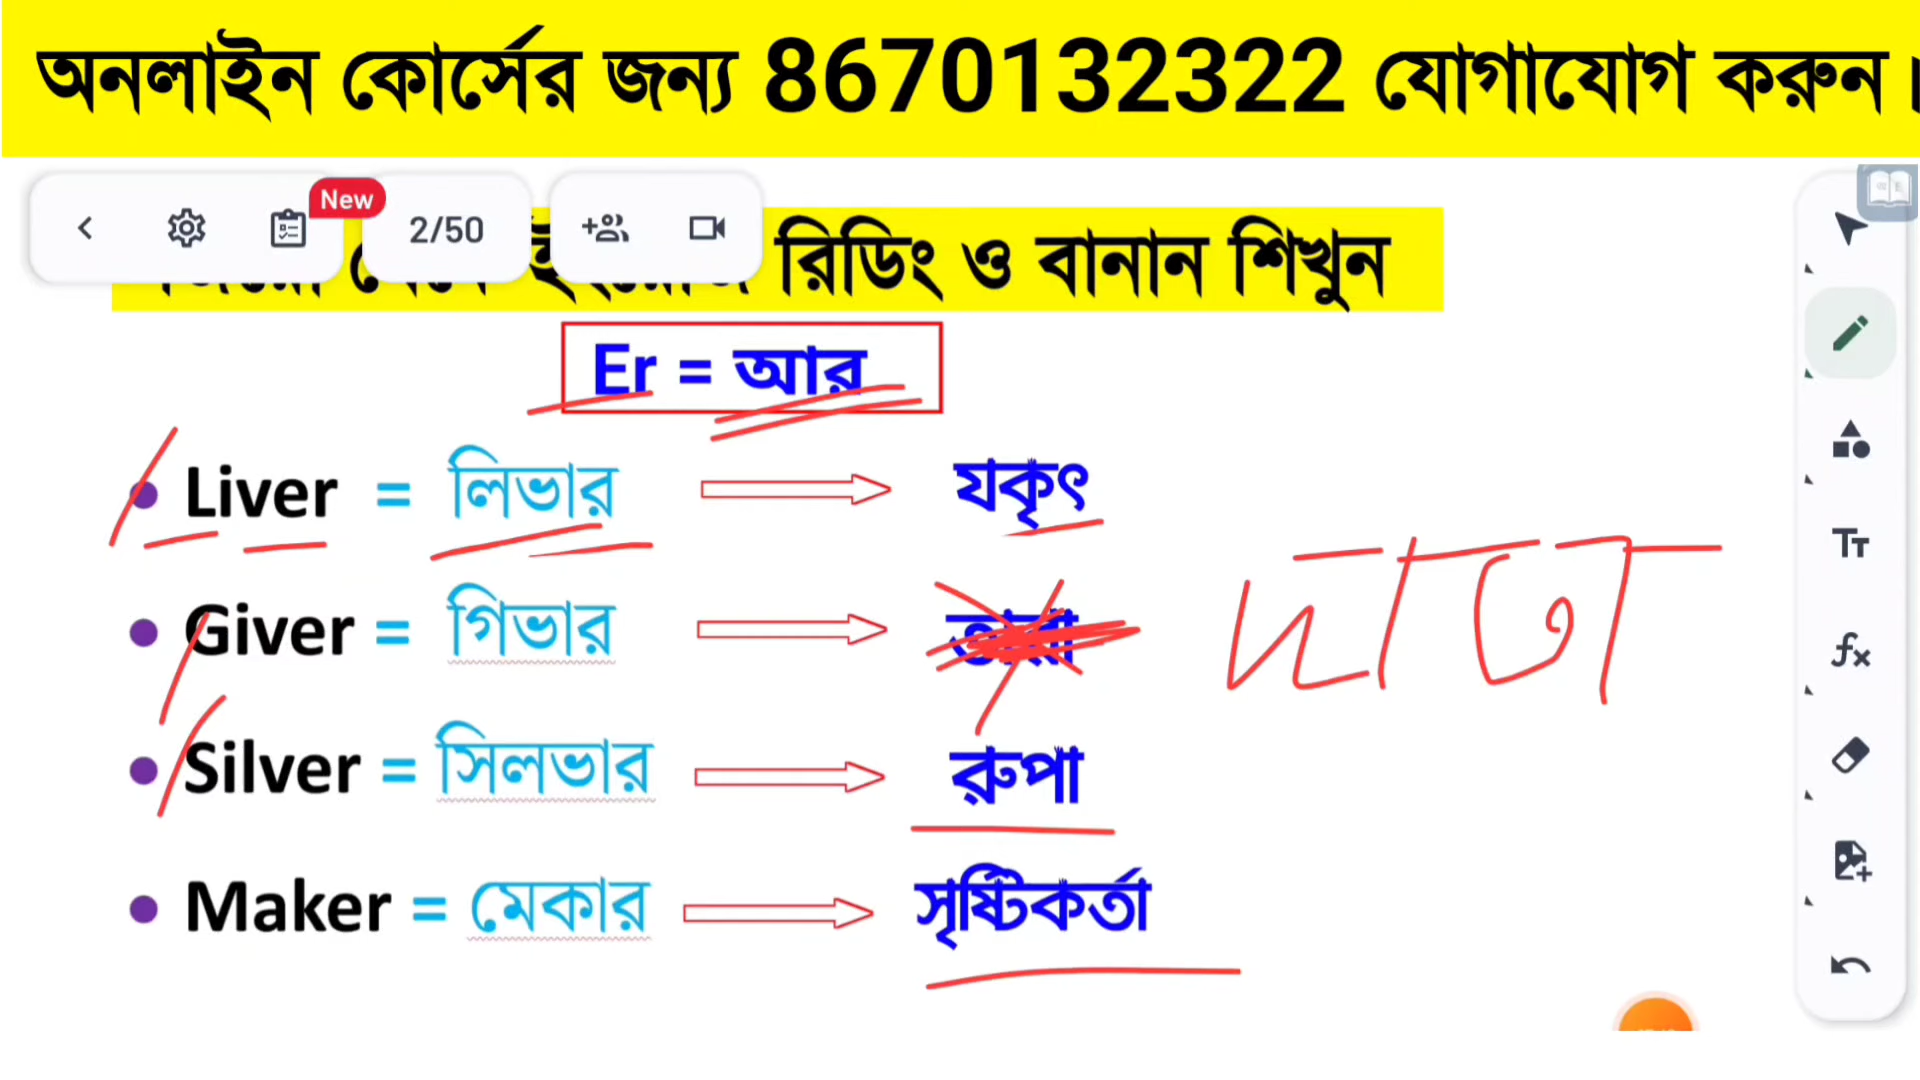 অনলাইন কোর্সের জন্য 8670132322 যোগাযোগ করুন।
New
2/50
রিডিং ও বানান শিখুন
Er = আর
Liver = লিভার যকৃৎ
Giver = গিভার দাতা
Silver = সিলভার রুপা
Maker = মেকার সৃষ্টিকর্তা